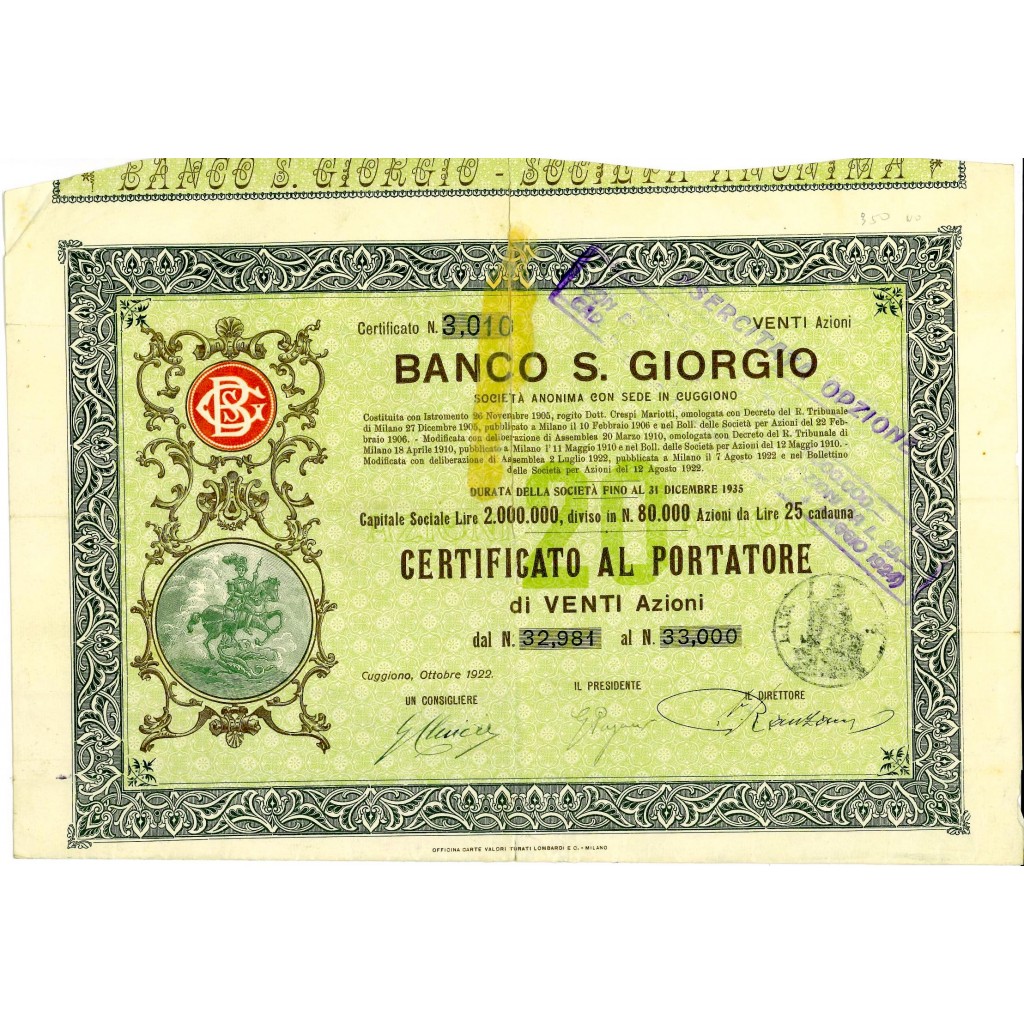 BANCO S. GIORGIO - SOCIETÀ ANONIMA
350
Certificato N. 3,010
VENTI Azioni
BANCO S. GIORGIO
SOCIETÀ ANONIMA CON SEDE IN CUGGIONO
Costituita con Istromento 26 Novembre 1905, rogito Dott. Crespi Mariotti, omologata con Decreto del R. Tribunale
di Milano 27 Dicembre 1905, pubblicato a Milano il 10 Febbraio 1906 e nel Boll. delle Società per Azioni del 22 Feb-
braio 1906. - Modificata con deliberazione di Assemblea 20 Marzo 1910, omologata con Decreto del R. Tribunale di
Milano 18 Aprile 1910, pubblicato a Milano l'11 Maggio 1910 e nel Boll. delle Società per Azioni del 12 Maggio 1910. -
Modificata con deliberazione di Assemblea 2 Luglio 1922, pubblicata a Milano il 7 Agosto 1922 e nel Bollettino
delle Società per Azioni del 12 Agosto 1922.
DURATA DELLA SOCIETÀ FINO AL 31 DICEMBRE 1935
Capitale Sociale Lire 2.000.000, diviso in N. 80.000 Azioni da Lire 25 cadauna
AZIONI 20
CERTIFICATO AL PORTATORE
di VENTI Azioni
dal N. 32,981 al N. 33,000
Cuggiono, Ottobre 1922.
UN CONSIGLIERE
IL PRESIDENTE
IL DIRETTORE
OPZIONE
BSG
OFFICINA CARTE VALORI TURATI LOMBARDI E C. - MILANO